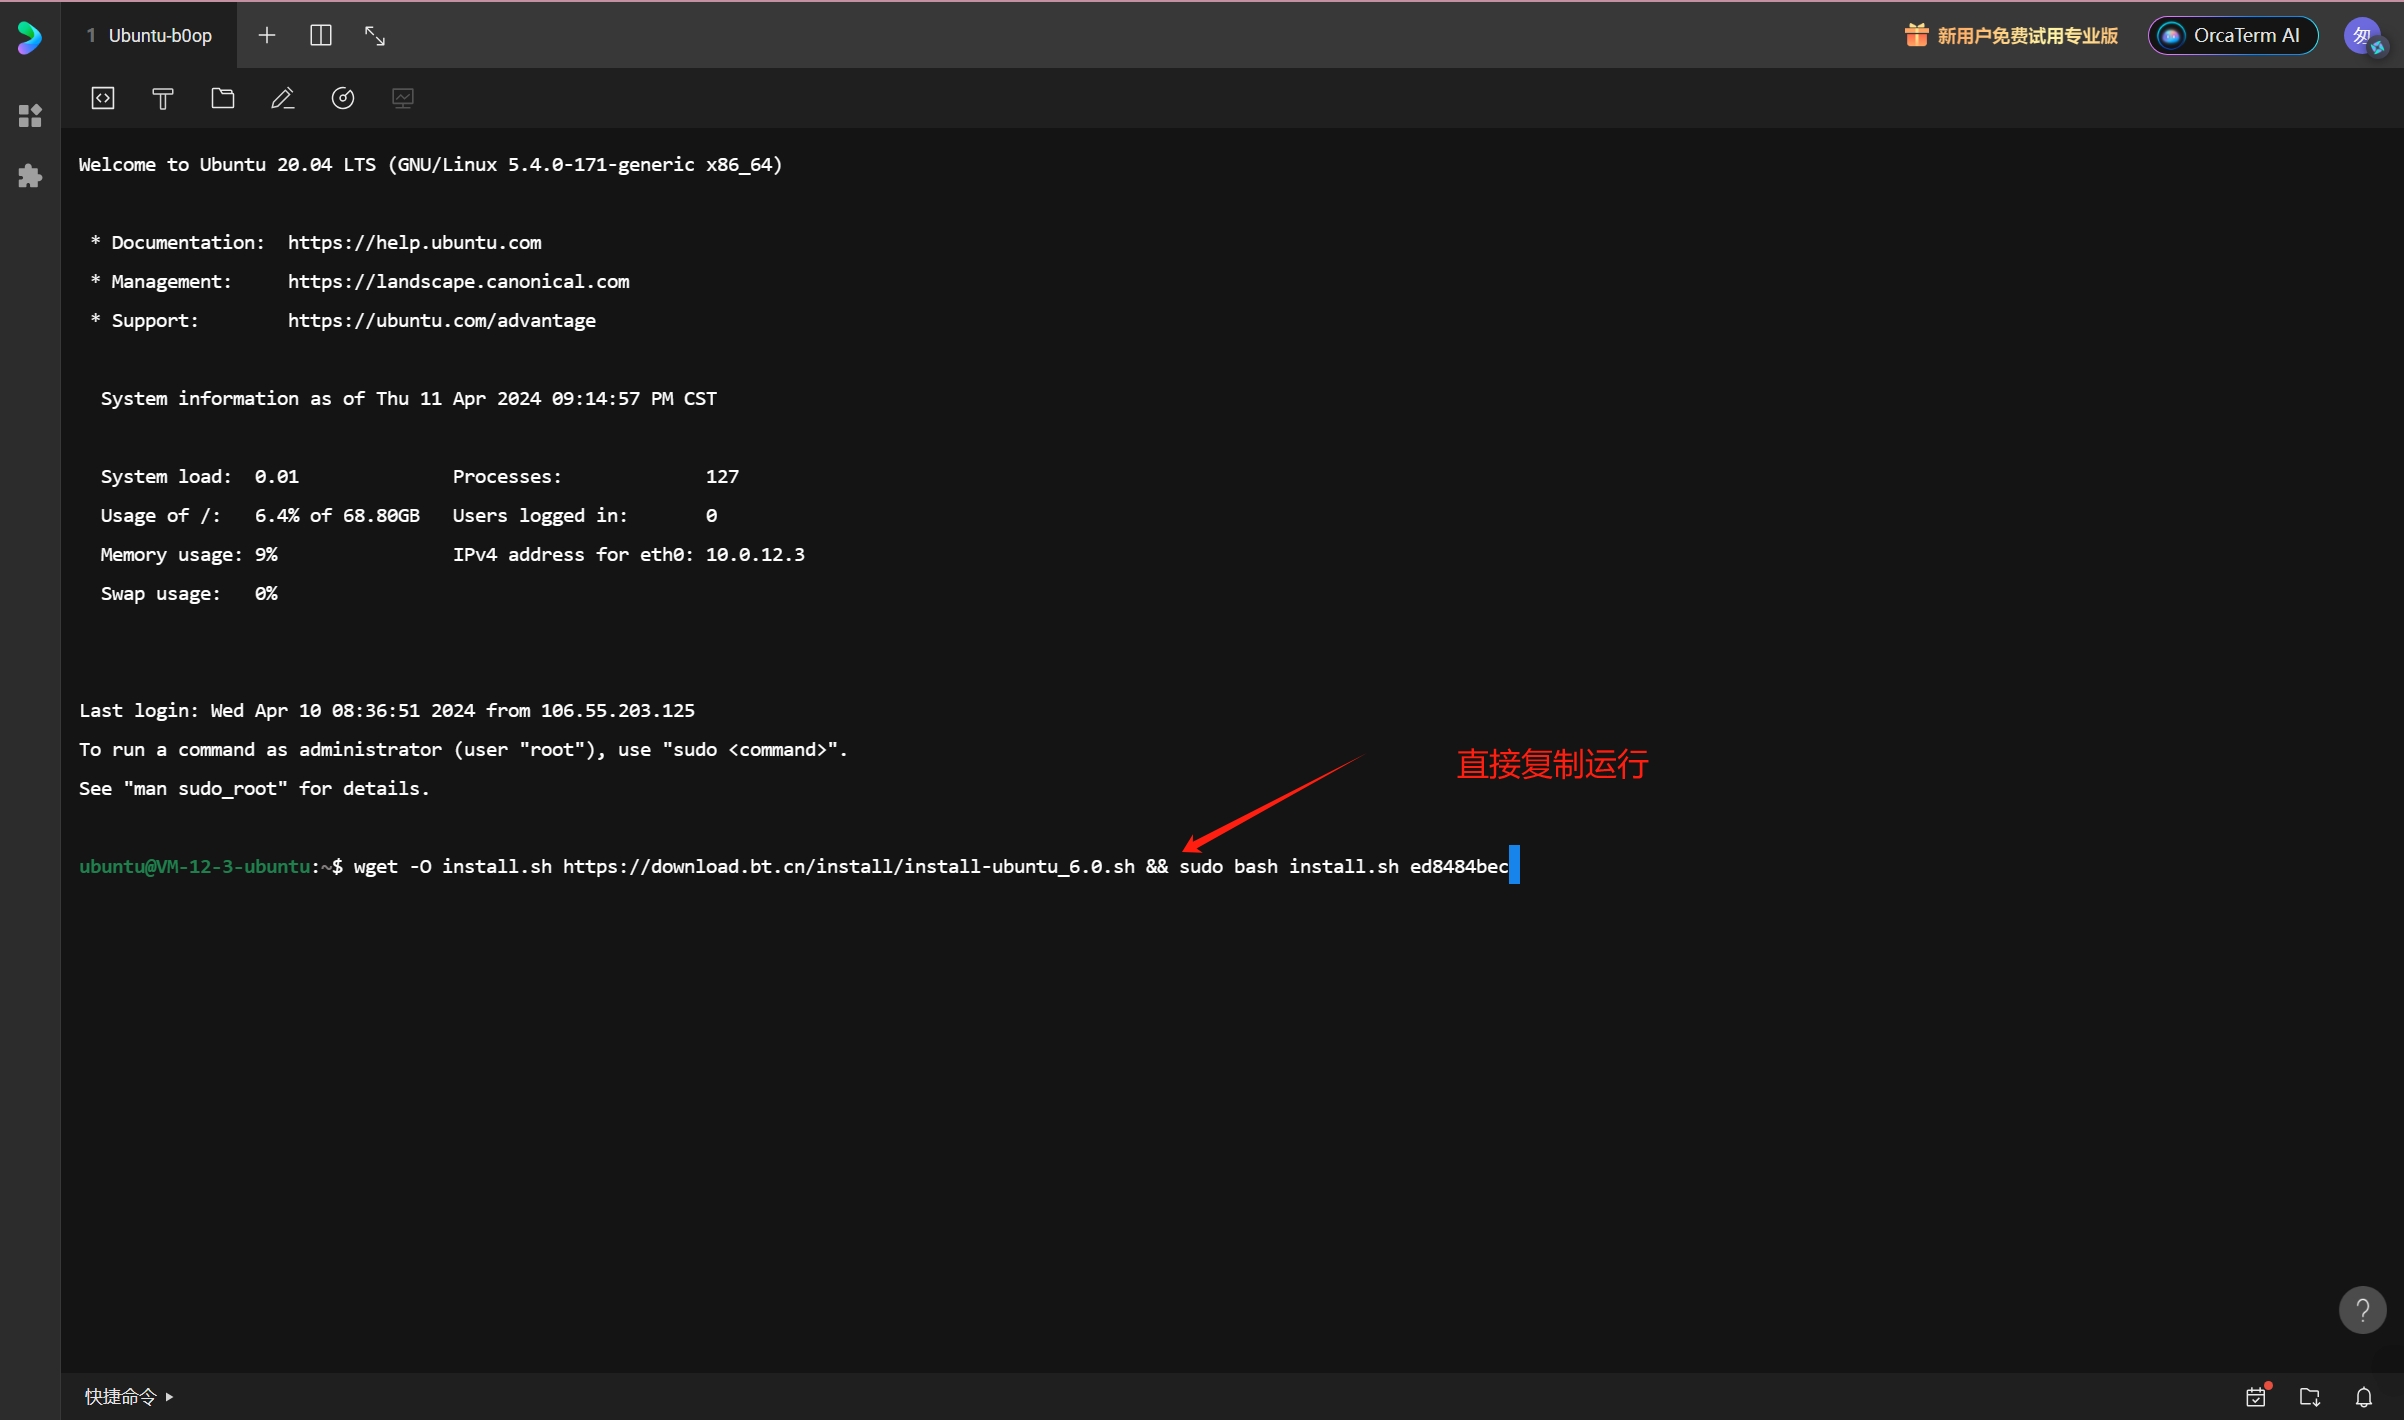 1 Ubuntu-b0op
新用户免费试用专业版
OrcaTerm AI
匆
Welcome to Ubuntu 20.04 LTS (GNU/Linux 5.4.0-171-generic x86_64)
* Documentation: https://help.ubuntu.com
* Management: https://landscape.canonical.com
* Support: https://ubuntu.com/advantage
System information as of Thu 11 Apr 2024 09:14:57 PM CST
System load: 0.01 Processes: 127
Usage of /: 6.4% of 68.80GB Users logged in: 0
Memory usage: 9% IPv4 address for eth0: 10.0.12.3
Swap usage: 0%
Last login: Wed Apr 10 08:36:51 2024 from 106.55.203.125
To run a command as administrator (user "root"), use "sudo <command>".
See "man sudo_root" for details.
直接复制运行
ubuntu@VM-12-3-ubuntu:~$ wget -O install.sh https://download.bt.cn/install/install-ubuntu_6.0.sh && sudo bash install.sh ed8484bec
快捷命令